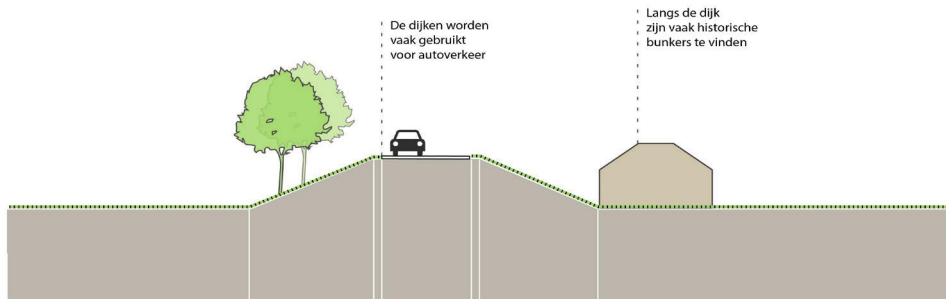 De dijken worden
vaak gebruikt
voor autoverkeer
Langs de dijk
zijn vaak historische
bunkers te vinden